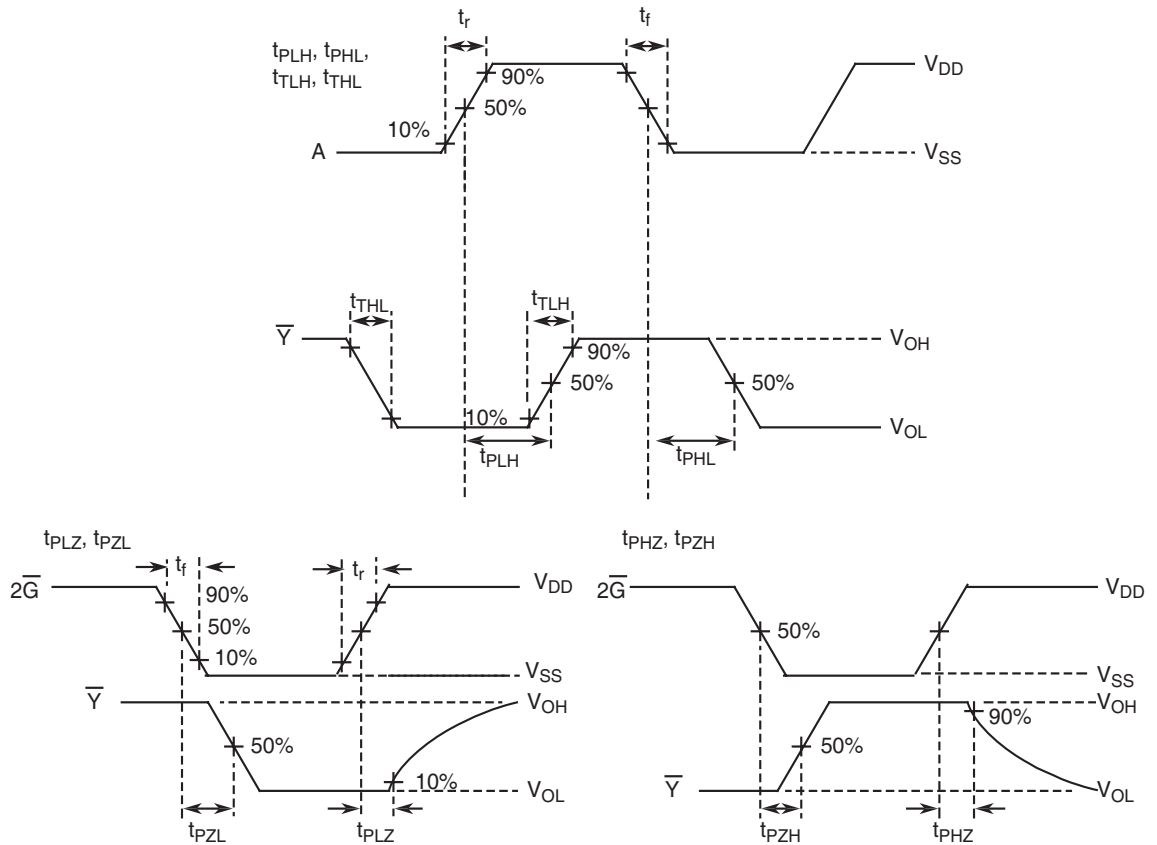 t_r
t_f
t_PLH, t_PHL,
t_TLH, t_THL
V_DD
90%
50%
10%
A
V_SS
t_THL
t_TLH
Y̅
V_OH
90%
50%
50%
10%
V_OL
t_PLH
t_PHL
t_PLZ, t_PZL
t_PHZ, t_PZH
t_f
t_r
2G̅
90%
V_DD
50%
10%
V_SS
Y̅
V_OH
50%
10%
V_OL
t_PZL
t_PLZ
2G̅
V_DD
50%
V_SS
V_OH
90%
50%
Y̅
V_OL
t_PZH
t_PHZ